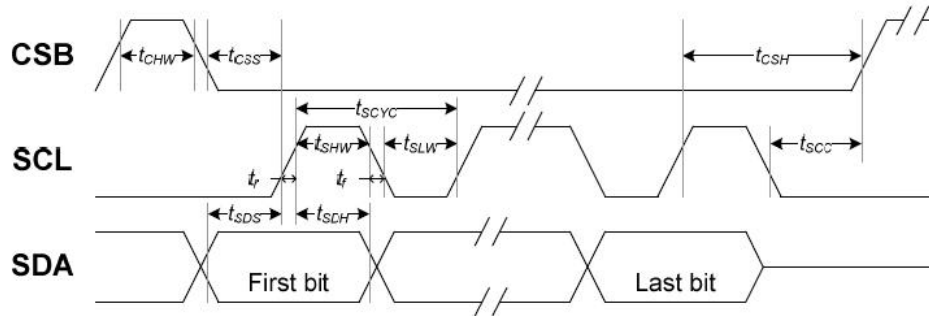 CSB
tCHW
tCSS
tCSH
tSCYC
SCL
tSHW
tSLW
tSCC
tr
tf
tSDS
tSDH
SDA
First bit
Last bit